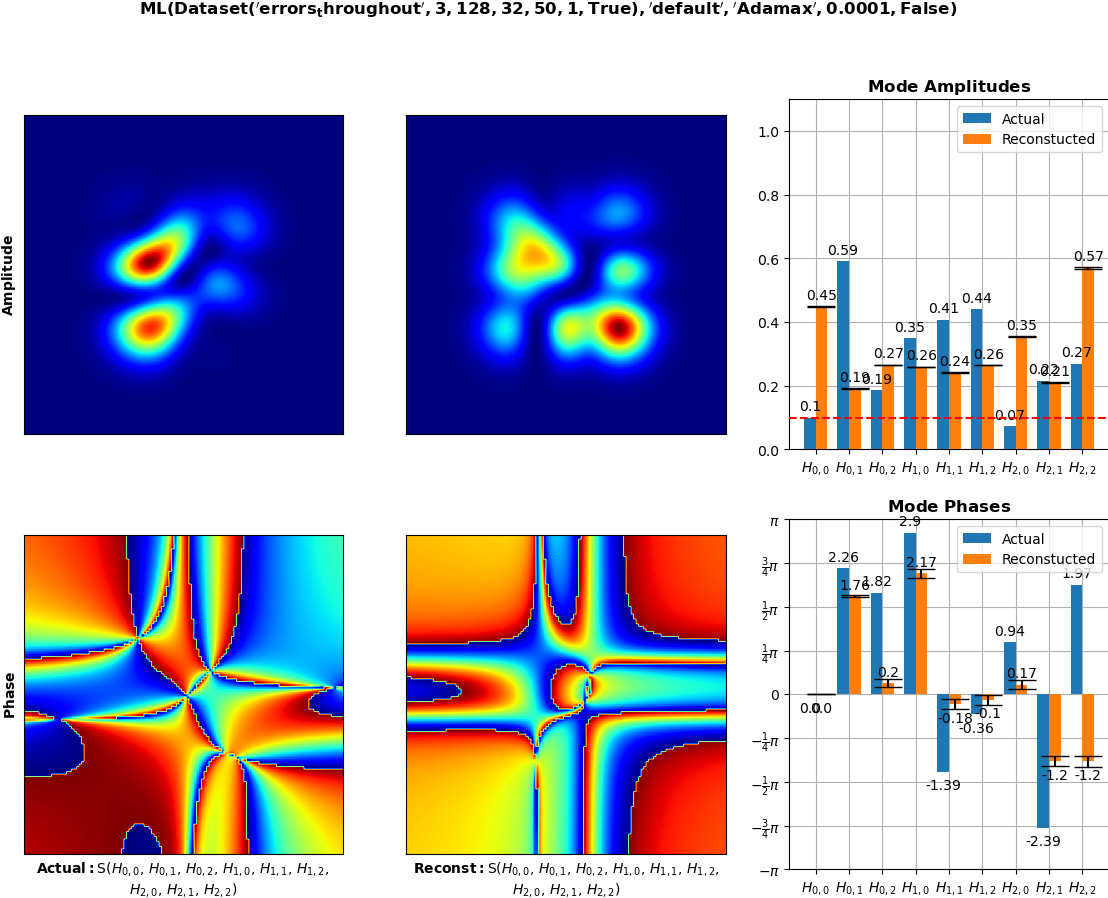 ML(Dataset('errors_throughout', 3, 128, 32, 50, 1, True), 'default', 'Adamax', 0.0001, False)
Amplitude
Mode Amplitudes
Actual
Reconstucted
1.0
0.8
0.6
0.4
0.2
0.0
0.1 0.45 0.59 0.19 0.19 0.27 0.35 0.26 0.41 0.24 0.44 0.26 0.07 0.35 0.22 0.21 0.27 0.57
H0,0 H0,1 H0,2 H1,0 H1,1 H1,2 H2,0 H2,1 H2,2
Phase
Actual: S(H0,0, H0,1, H0,2, H1,0, H1,1, H1,2,
H2,0, H2,1, H2,2)
Reconst: S(H0,0, H0,1, H0,2, H1,0, H1,1, H1,2,
H2,0, H2,1, H2,2)
Mode Phases
Actual
Reconstucted
π
3/4π
1/2π
1/4π
0
−1/4π
−1/2π
−3/4π
−π
0.0 0.0 2.26 1.76 1.82 0.2 2.9 2.17 -1.39 -0.18 -0.36 -0.1 0.94 0.17 -2.39 -1.2 1.97 -1.2
H0,0 H0,1 H0,2 H1,0 H1,1 H1,2 H2,0 H2,1 H2,2